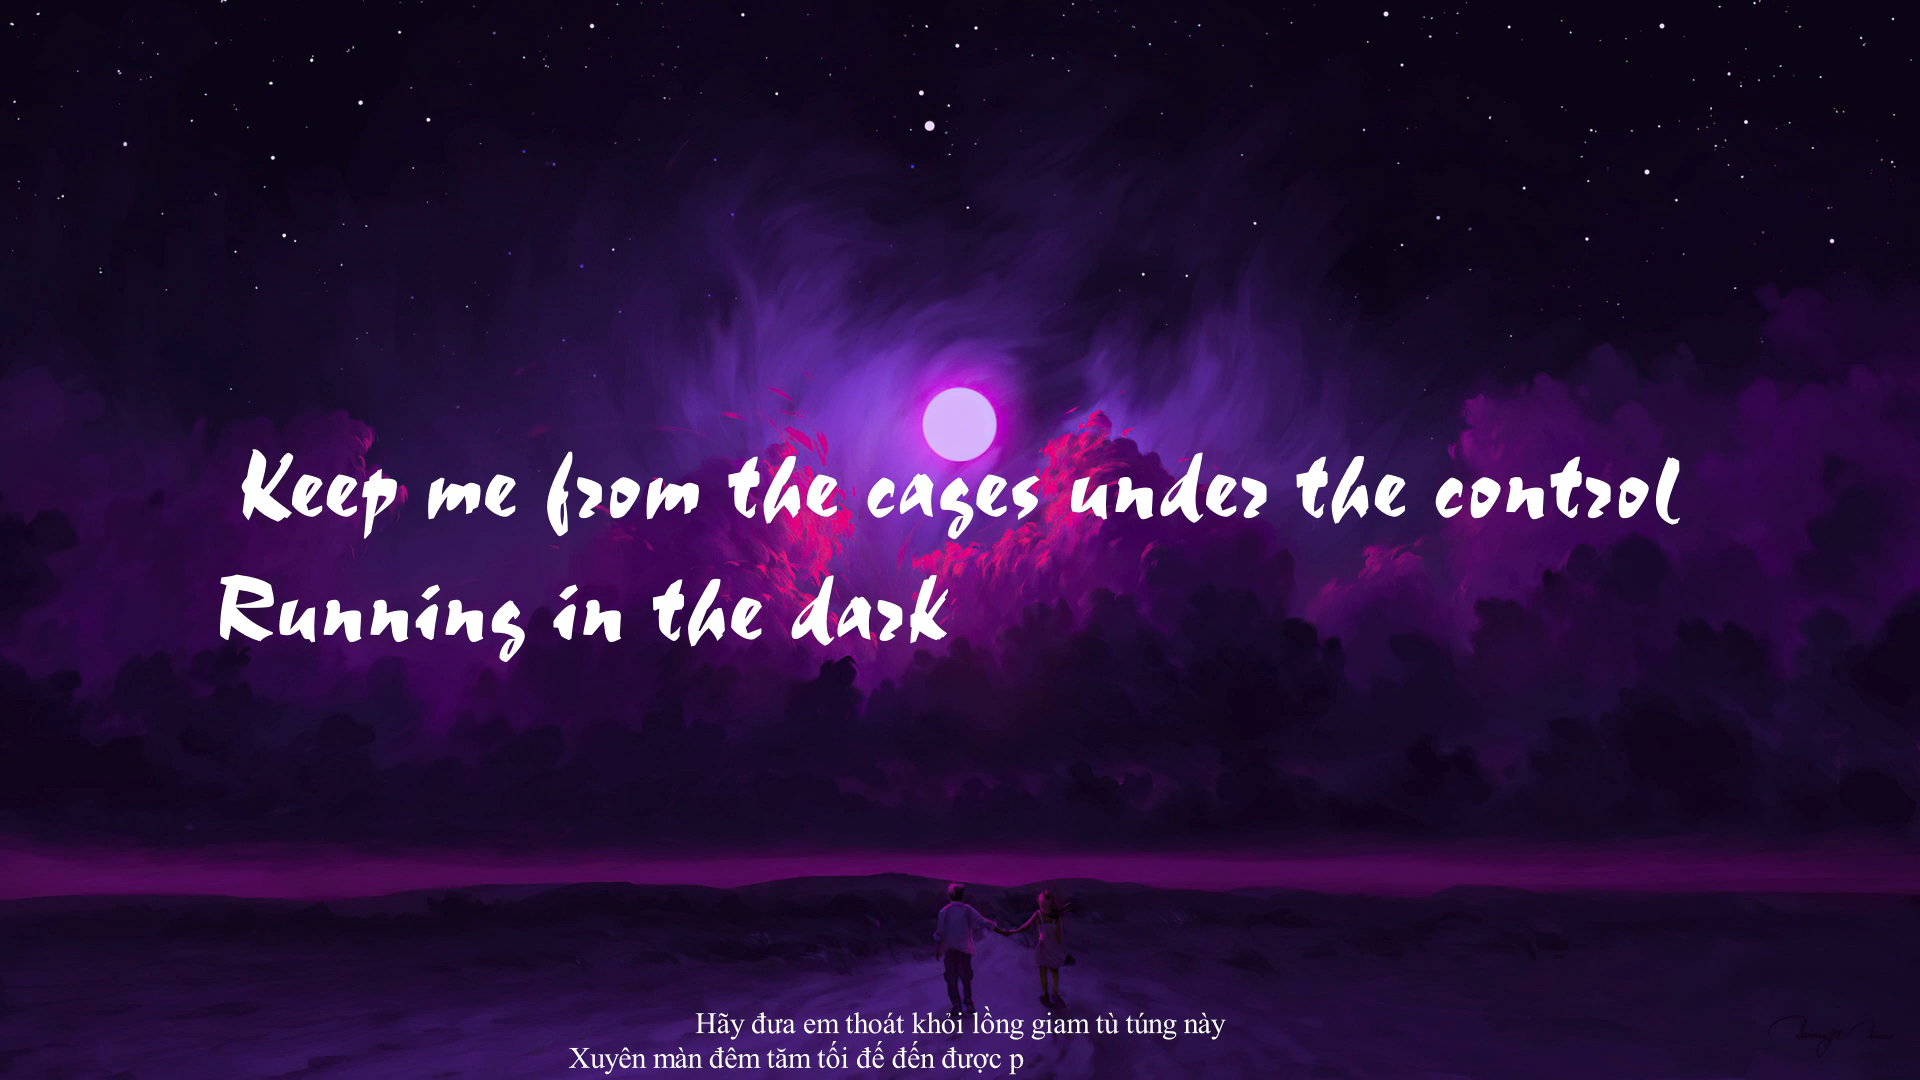 Keep me from the cages under the control
Running in the dark
Hãy đưa em thoát khỏi lồng giam tù túng này
Xuyên màn đêm tăm tối đế đến được p